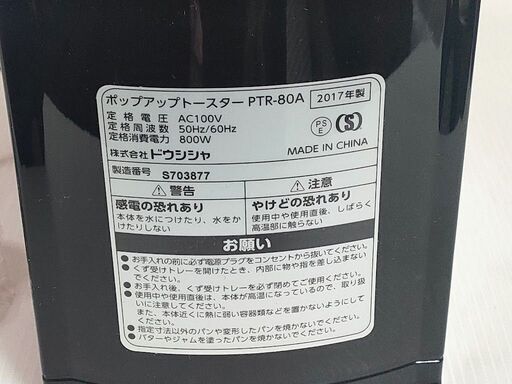 ポップアップトースター PTR-80A 2017年製
定格電圧 AC100V
定格周波数 50Hz/60Hz
定格消費電力 800W
株式会社 ドウシシャ
PS
E
S
MADE IN CHINA
製造番号 S703877
警告
感電の恐れあり
本体を水につけたり、水をか
けたりしない
注意
やけどの恐れあり
使用中や使用直後、しばらく
高温部に触らない
お願い
●お手入れの前に必ず電源プラグをコンセントから抜いてください。
●くず受けトレーを開けたとき、内部に物や指を差し込まない
でください。
●お手入れ後、くず受けトレーを必ず閉めてご使用ください。
●使用中や使用直後は、本体が高温になっているので、取り扱
いに注意してください。
また、本体近くに熱に弱い容器類などを置かないようにし
てください。
●指定寸法以外のパンや変形したパンを焼かないでください。
●バターやジャムを塗ったパンを焼かないでください。